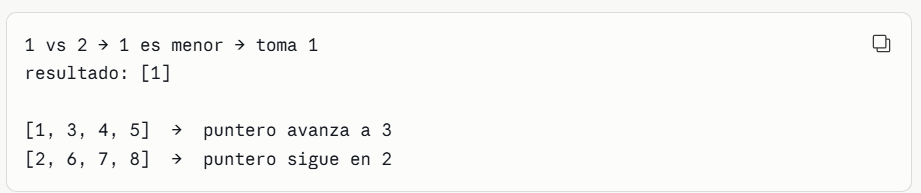 1 vs 2 → 1 es menor → toma 1
resultado: [1]
[1, 3, 4, 5]  →  puntero avanza a 3
[2, 6, 7, 8]  →  puntero sigue en 2